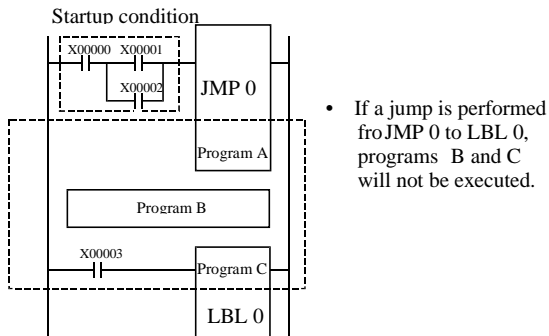 Startup condition
X00000 X00001
X00002
JMP 0
Program A
Program B
X00003
Program C
LBL 0
• If a jump is performed
froJMP 0 to LBL 0,
programs B and C
will not be executed.